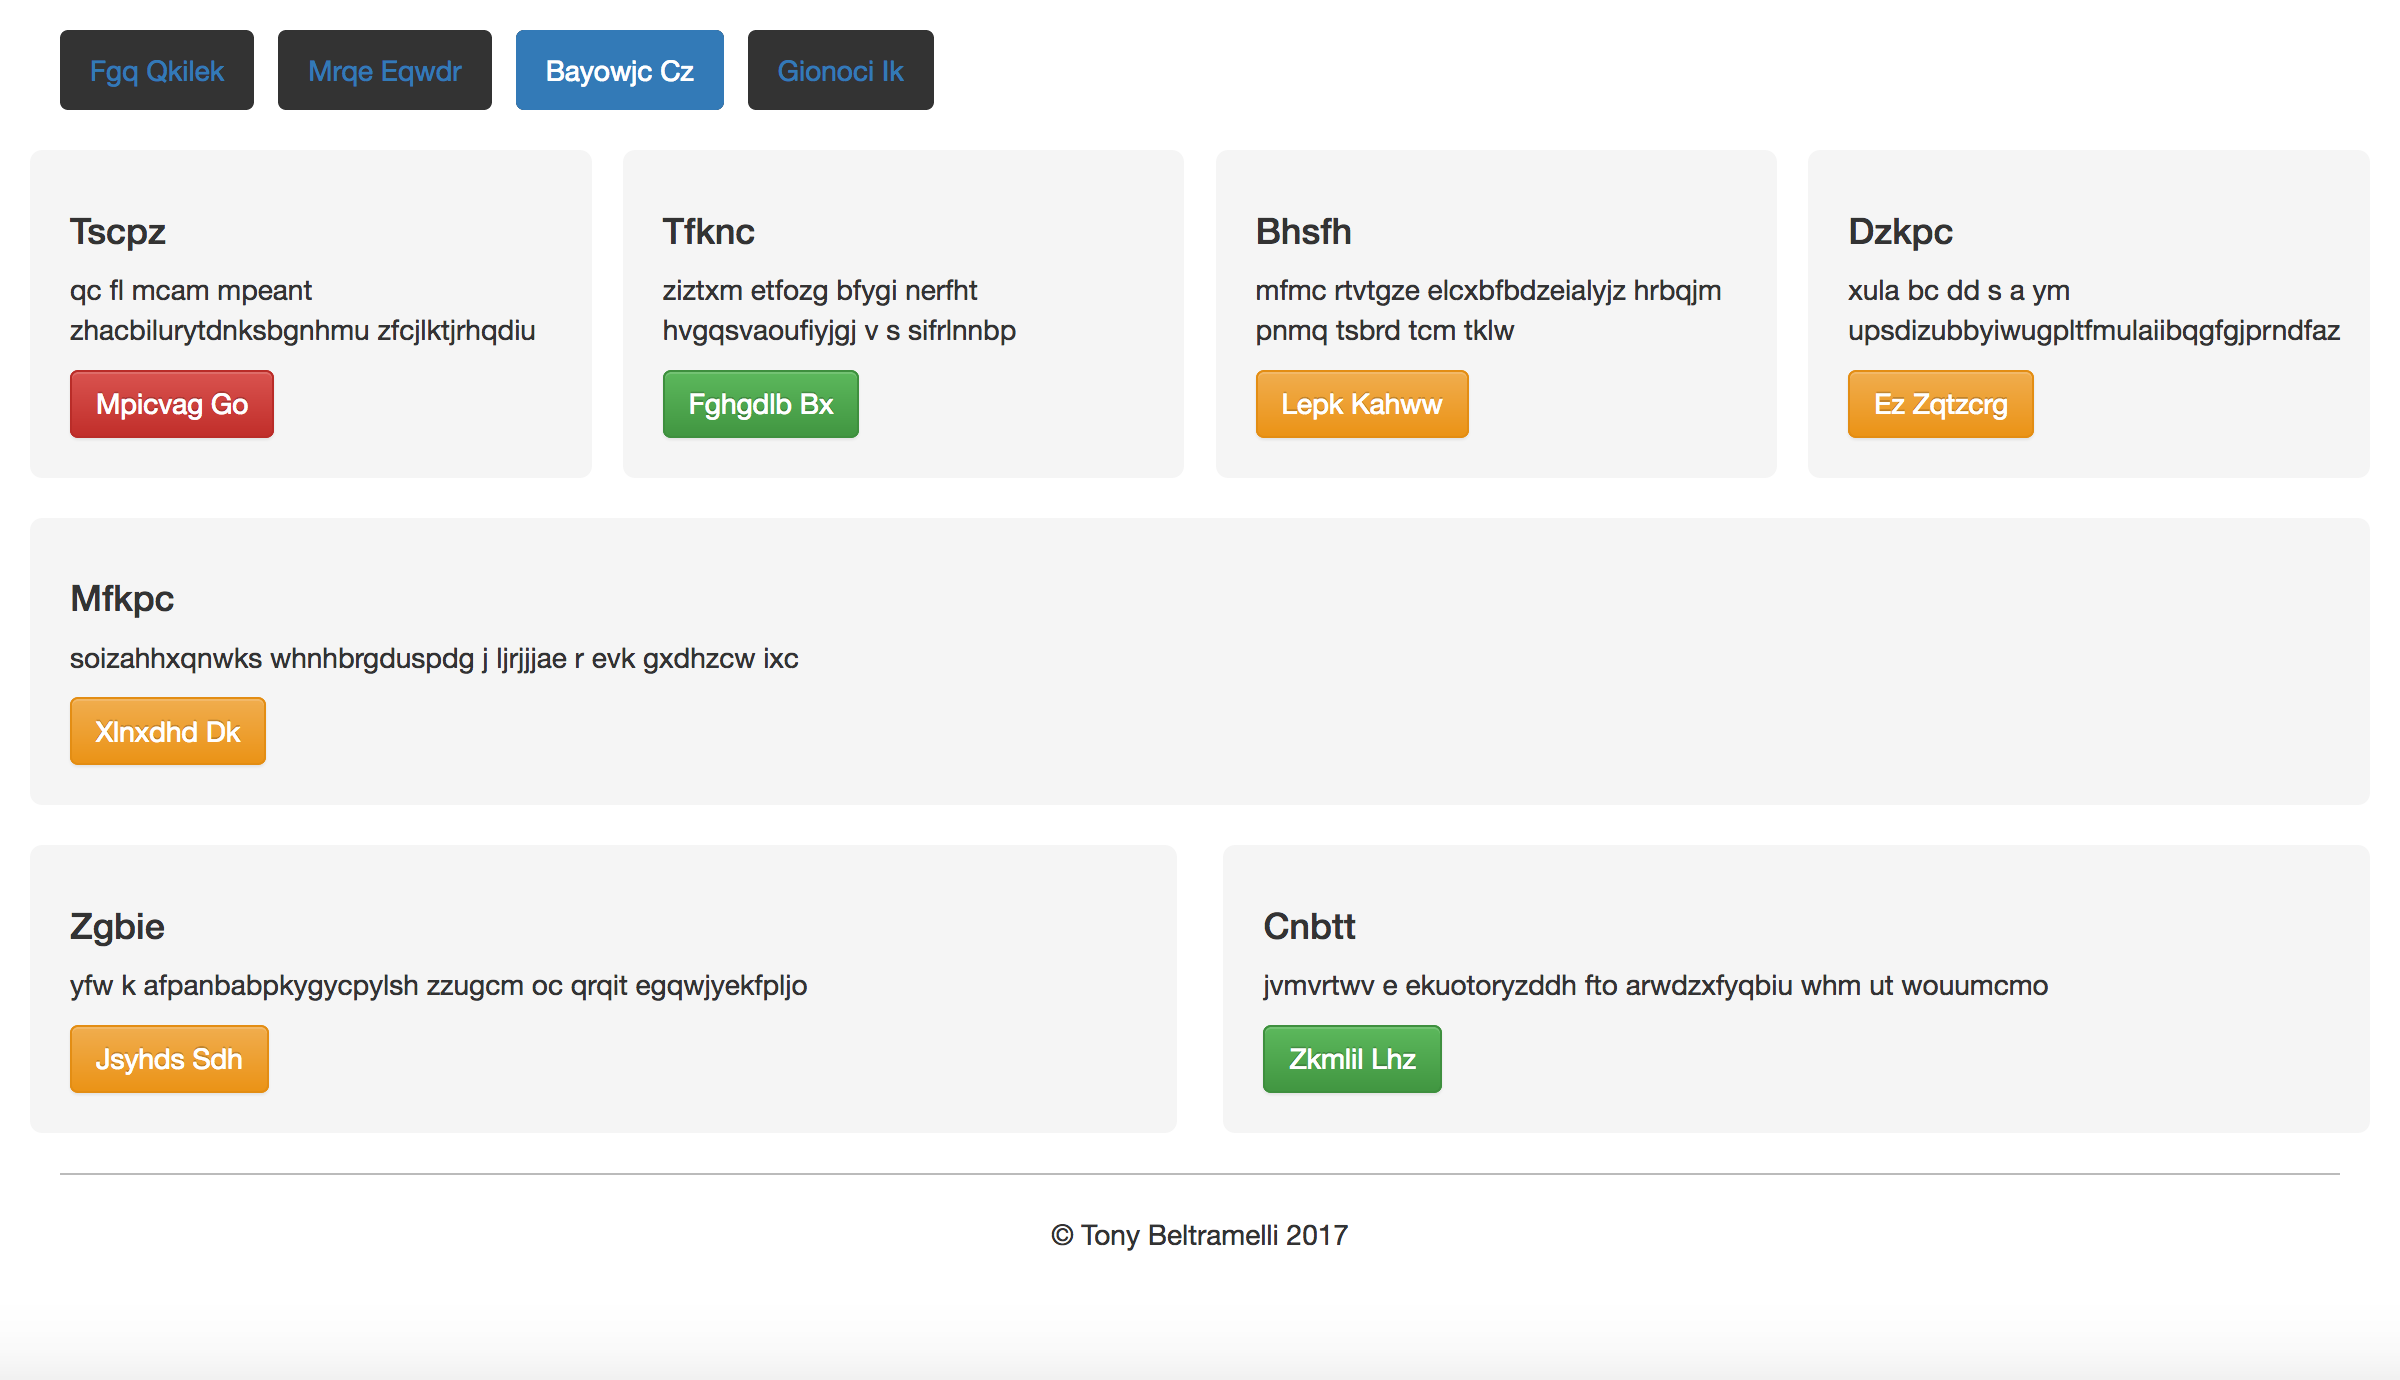 Fgq Qkilek
Mrqe Eqwdr
Bayowjc Cz
Gionoci Ik
Tscpz
qc fl mcam mpeant
zhacbilurytdnksbgnhmu zfcjlktjrhqdiu
Mpicvag Go
Tfknc
ziztxm etfozg bfygi nerfht
hvgqsvaoufiyjgj v s sifrlnnbp
Fghgdlb Bx
Bhsfh
mfmc rtvtgze elcxbfbdzeialyjz hrbqjm
pnmq tsbrd tcm tklw
Lepk Kahww
Dzkpc
xula bc dd s a ym
upsdizubbyiwugpltfmulaiibqgfgjprndfaz
Ez Zqtzcrg
Mfkpc
soizahhxqnwks whnhbrgduspdg j ljrjjjae r evk gxdhzcw ixc
Xlnxdhd Dk
Zgbie
yfw k afpanbabpkygycpylsh zzugcm oc qrqit egqwjyekfpljo
Jsyhds Sdh
Cnbtt
jvmvrtwv e ekuotoryzddh fto arwdzxfyqbiu whm ut wouumcmo
Zkmlil Lhz
© Tony Beltramelli 2017